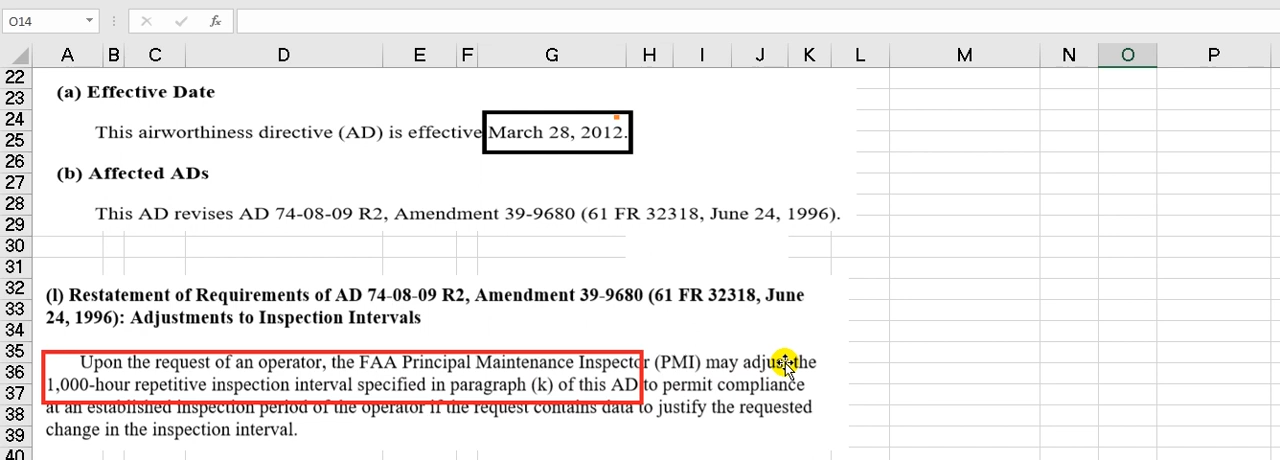 O14
fx
A B C D E F G H I J K L M N O P
22
(a) Effective Date
23
24
This airworthiness directive (AD) is effective March 28, 2012.
25
26
(b) Affected ADs
27
28
This AD revises AD 74-08-09 R2, Amendment 39-9680 (61 FR 32318, June 24, 1996).
29
30
31
32
(l) Restatement of Requirements of AD 74-08-09 R2, Amendment 39-9680 (61 FR 32318, June
33
24, 1996): Adjustments to Inspection Intervals
34
35
Upon the request of an operator, the FAA Principal Maintenance Inspector (PMI) may adjust the
36
1,000-hour repetitive inspection interval specified in paragraph (k) of this AD to permit compliance
37
at an established inspection period of the operator if the request contains data to justify the requested
38
change in the inspection interval.
39
40